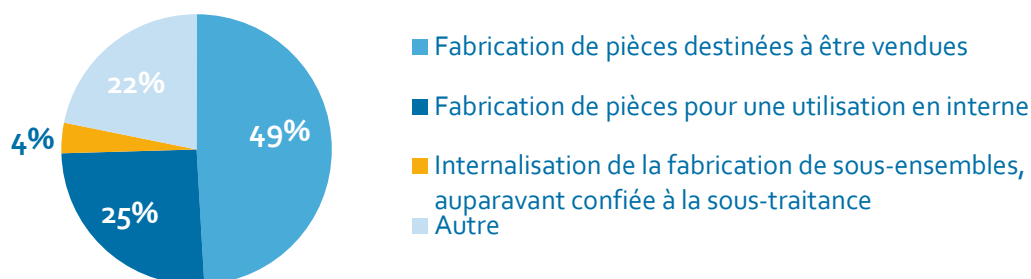 Fabrication de pièces destinées à être vendues
22%
Fabrication de pièces pour une utilisation en interne
49%
4%
Internalisation de la fabrication de sous-ensembles,
auparavant confiée à la sous-traitance
25%
Autre